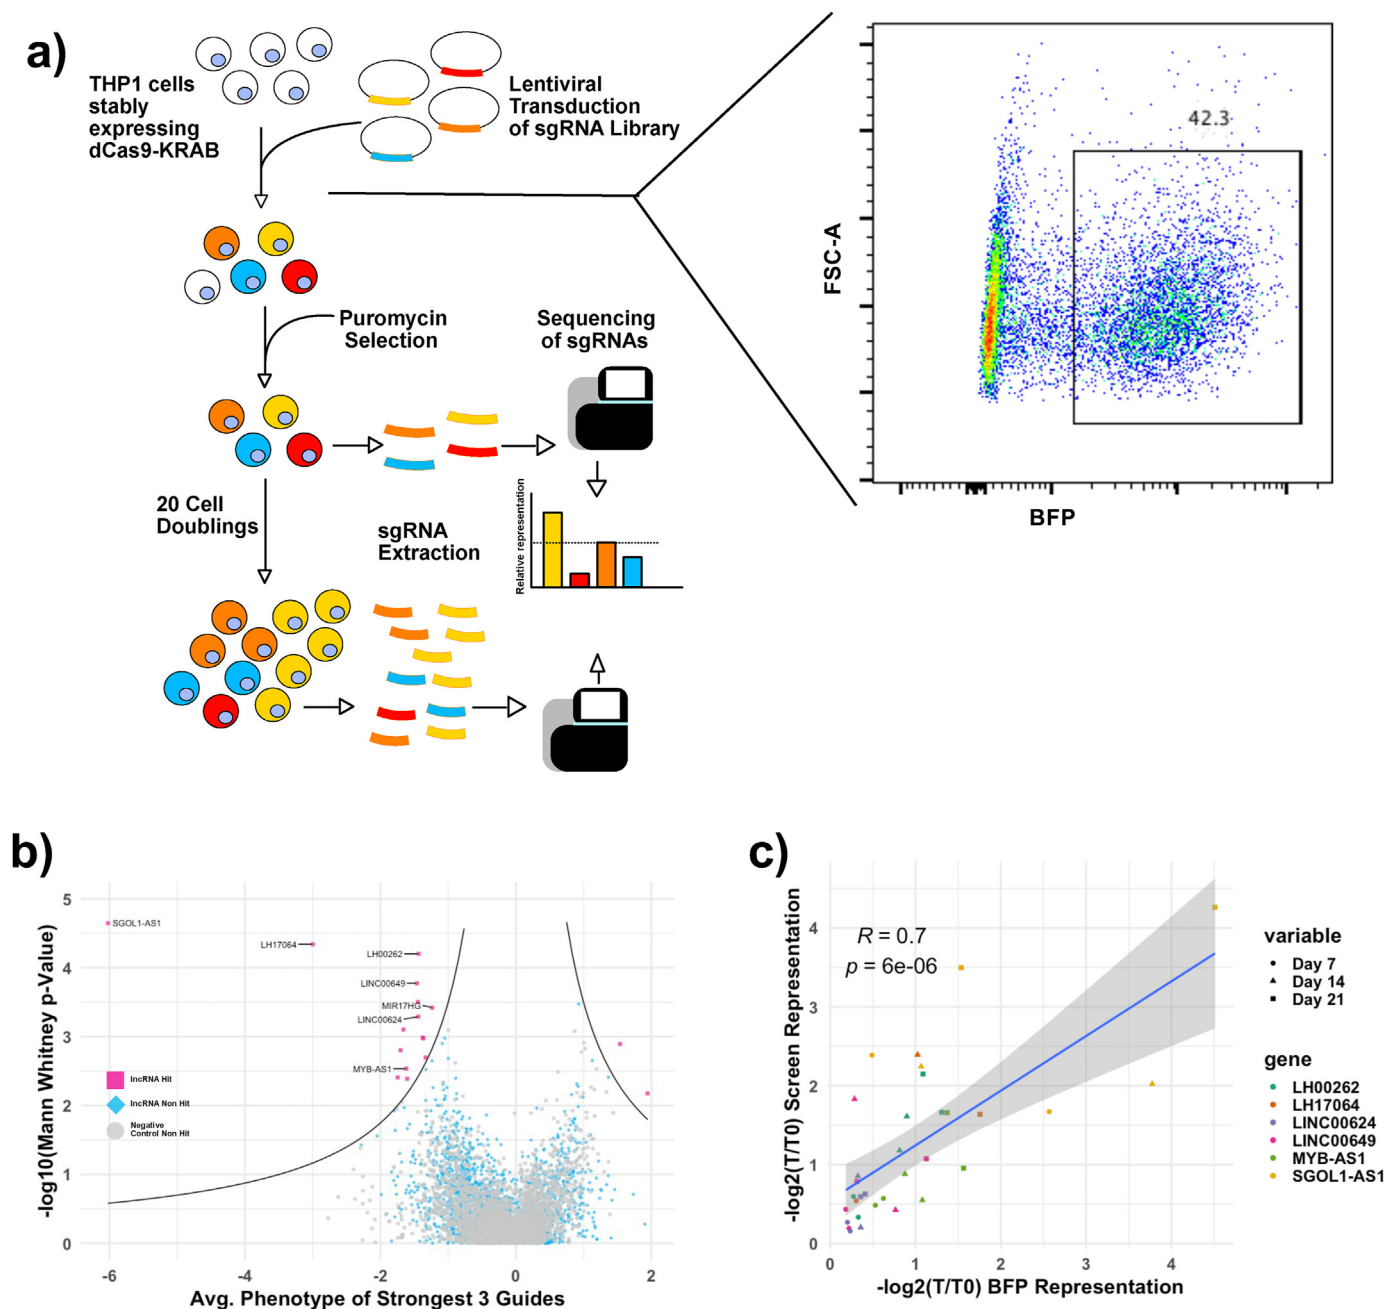 a)
THP1 cells
stably
expressing
dCas9-KRAB
Lentiviral
Transduction
of sgRNA Library
Puromycin
Selection
Sequencing
of sgRNAs
20 Cell
Doublings
sgRNA
Extraction
Relative representation
42.3
FSC-A
BFP
b)
5
4
3
2
1
0
-6
-4
-2
0
2
-log10(Mann Whitney p-Value)
Avg. Phenotype of Strongest 3 Guides
SGOL1-AS1
LH17064
LH00262
LINC00649
MIR17HG
LINC00624
MYB-AS1
lncRNA Hit
lncRNA Non Hit
Negative
Control Non Hit
c)
R = 0.7
p = 6e-06
4
3
2
1
0
0
1
2
3
4
-log2(T/T0) Screen Representation
-log2(T/T0) BFP Representation
variable
Day 7
Day 14
Day 21
gene
LH00262
LH17064
LINC00624
LINC00649
MYB-AS1
SGOL1-AS1